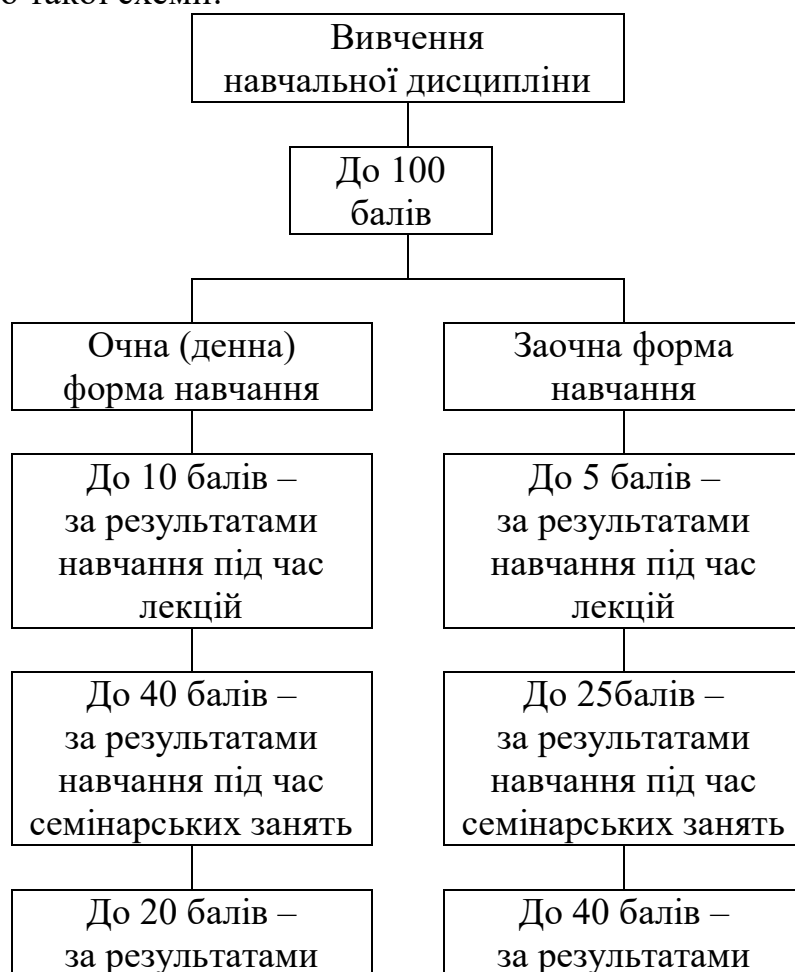 Вивчення
навчальної дисципліни
До 100
балів
Очна (денна)
форма навчання
Заочна форма
навчання
До 10 балів –
за результатами
навчання під час
лекцій
До 5 балів –
за результатами
навчання під час
лекцій
До 40 балів –
за результатами
навчання під час
семінарських занять
До 25балів –
за результатами
навчання під час
семінарських занять
До 20 балів –
за результатами
До 40 балів –
за результатами